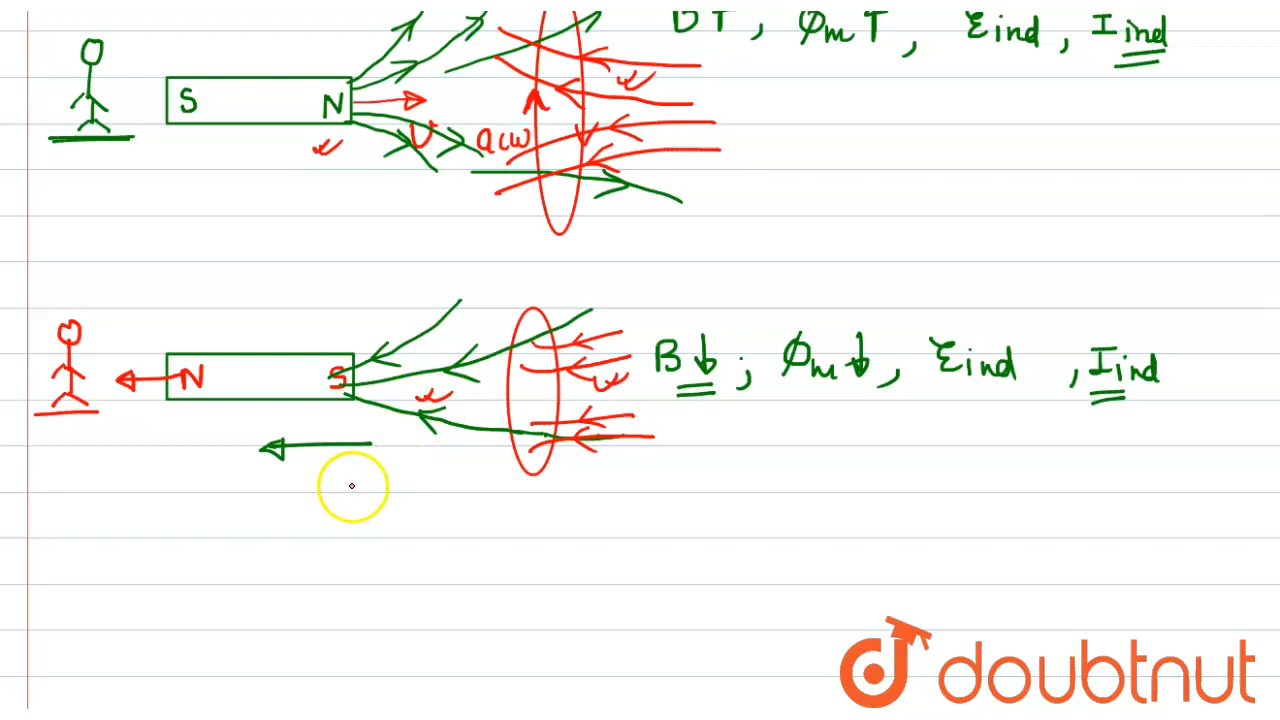 B↑, ϕm↑, εind, Iind
S N
v acw
N S B↓; ϕm↓, εind, Iind
doubtnut